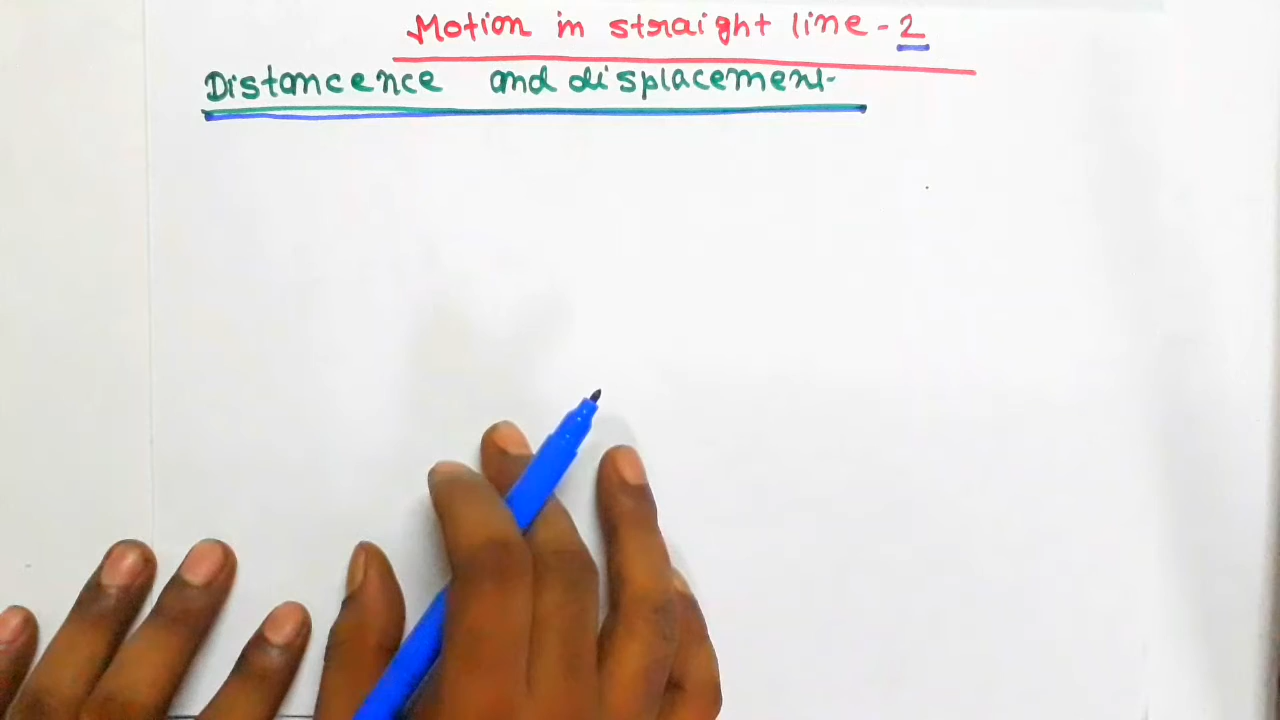 Motion in straight line - 2
Distancence and displacement-